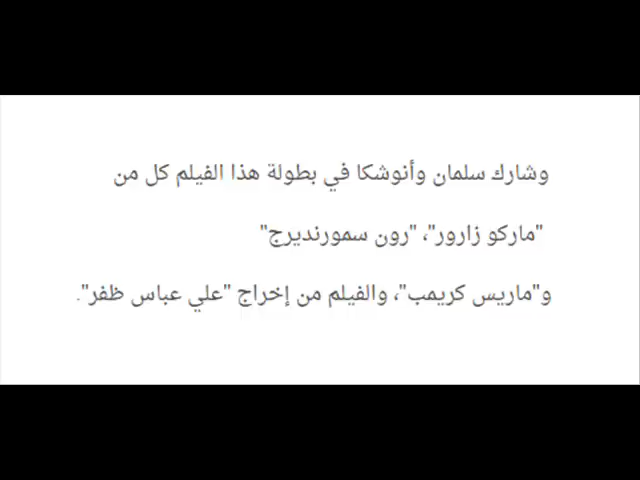 وشارك سلمان وأنوشكا في بطولة هذا الفيلم كل من
"ماركو زارور"، "رون سمورنديرج"
و"ماريس كريمب"، والفيلم من إخراج "علي عباس ظفر".